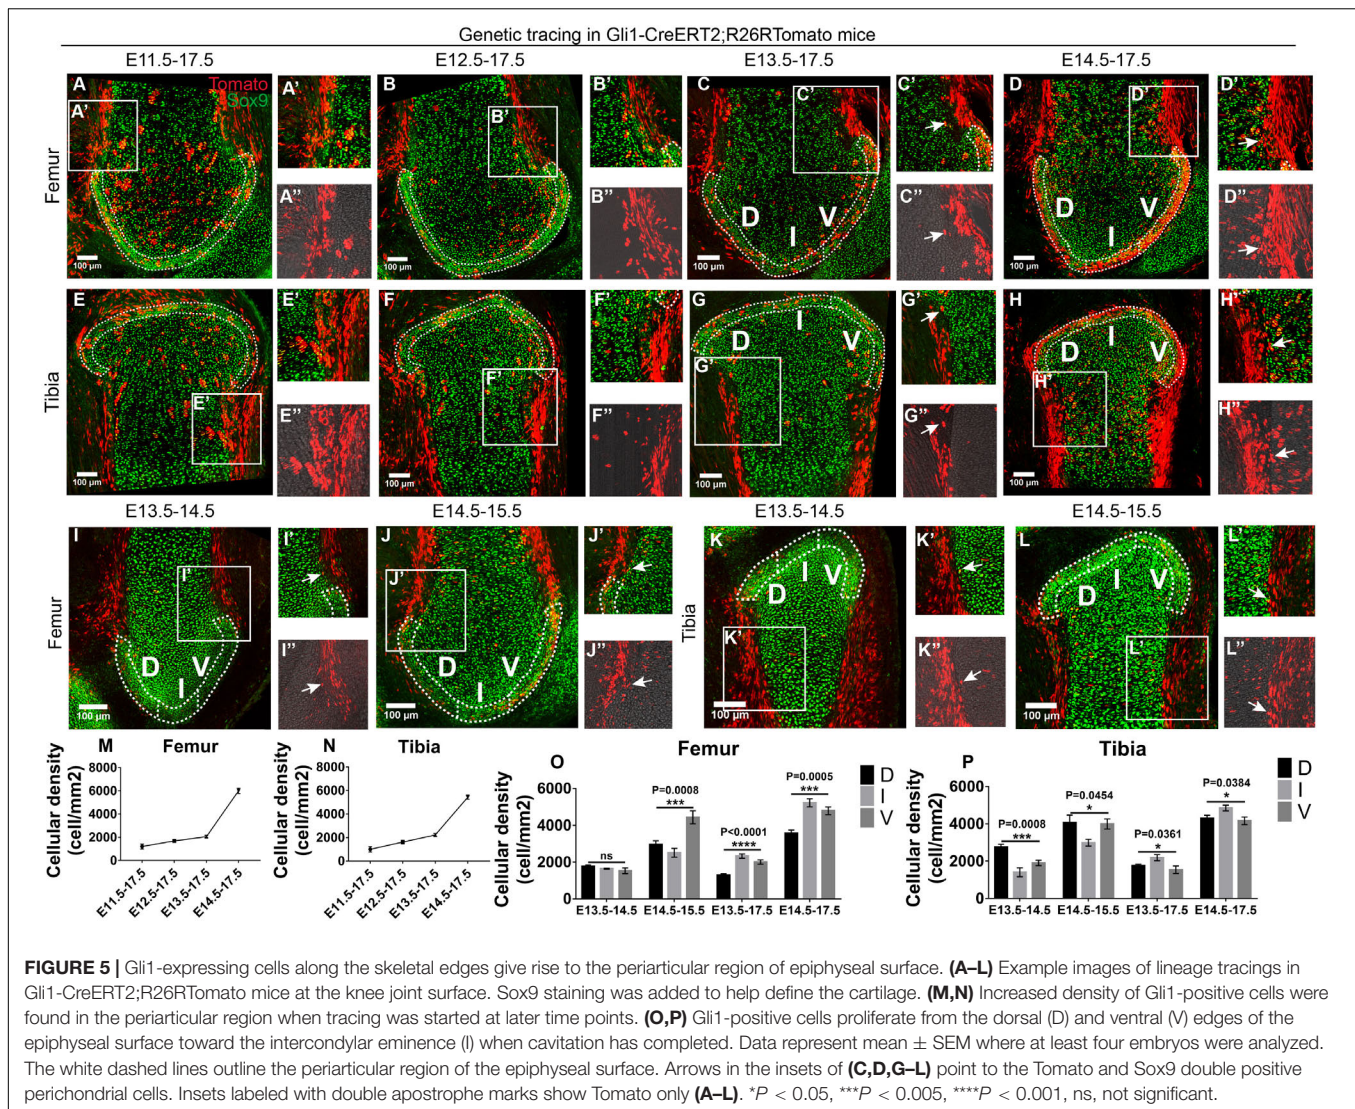 Genetic tracing in Gli1-CreERT2;R26RTomato mice
E11.5-17.5 E12.5-17.5 E13.5-17.5 E14.5-17.5
Femur
A Tomato Sox9 A' 100 µm
A'
A''
B B' 100 µm
B'
B''
C C' D I V 100 µm
C'
C''
D D' D I V 100 µm
D'
D''
Tibia
E E' 100 µm
E'
E''
F F' 100 µm
F'
F''
G G' D I V 100 µm
G'
G''
H H' D I V 100 µm
H'
H''
E13.5-14.5 E14.5-15.5 E13.5-14.5 E14.5-15.5
Femur
I I' D I V 100 µm
I'
I''
J J' D I V 100 µm
J'
J''
Tibia
K K' D I V 100 µm
K'
K''
L L' D I V 100 µm
L'
L''
M Femur
Cellular density (cell/mm2)
8000
6000
4000
2000
0
E11.5-17.5 E12.5-17.5 E13.5-17.5 E14.5-17.5
N Tibia
Cellular density (cell/mm2)
8000
6000
4000
2000
0
E11.5-17.5 E12.5-17.5 E13.5-17.5 E14.5-17.5
O Femur
Cellular density (cell/mm2)
6000
4000
2000
0
ns
P=0.0008
***
P<0.0001
****
P=0.0005
***
D
I
V
E13.5-14.5 E14.5-15.5 E13.5-17.5 E14.5-17.5
P Tibia
Cellular density (cell/mm2)
6000
4000
2000
0
P=0.0008
***
P=0.0454
*
P=0.0361
*
P=0.0384
*
D
I
V
E13.5-14.5 E14.5-15.5 E13.5-17.5 E14.5-17.5
FIGURE 5 | Gli1-expressing cells along the skeletal edges give rise to the periarticular region of epiphyseal surface. (A–L) Example images of lineage tracings in
Gli1-CreERT2;R26RTomato mice at the knee joint surface. Sox9 staining was added to help define the cartilage. (M,N) Increased density of Gli1-positive cells were
found in the periarticular region when tracing was started at later time points. (O,P) Gli1-positive cells proliferate from the dorsal (D) and ventral (V) edges of the
epiphyseal surface toward the intercondylar eminence (I) when cavitation has completed. Data represent mean ± SEM where at least four embryos were analyzed.
The white dashed lines outline the periarticular region of the epiphyseal surface. Arrows in the insets of (C,D,G–L) point to the Tomato and Sox9 double positive
perichondrial cells. Insets labeled with double apostrophe marks show Tomato only (A–L). *P < 0.05, ***P < 0.005, ****P < 0.001, ns, not significant.